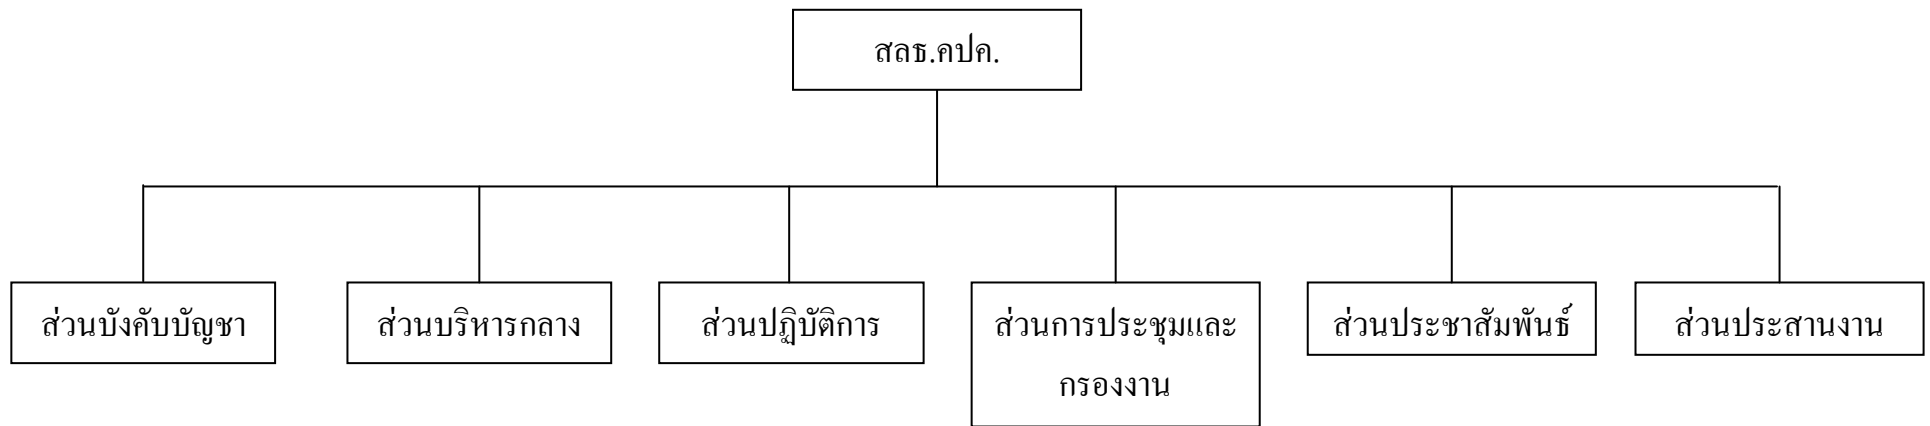 สลธ.คปค.
ส่วนบังคับบัญชา
ส่วนบริหารกลาง
ส่วนปฏิบัติการ
ส่วนการประชุมและ
กรองงาน
ส่วนประชาสัมพันธ์
ส่วนประสานงาน